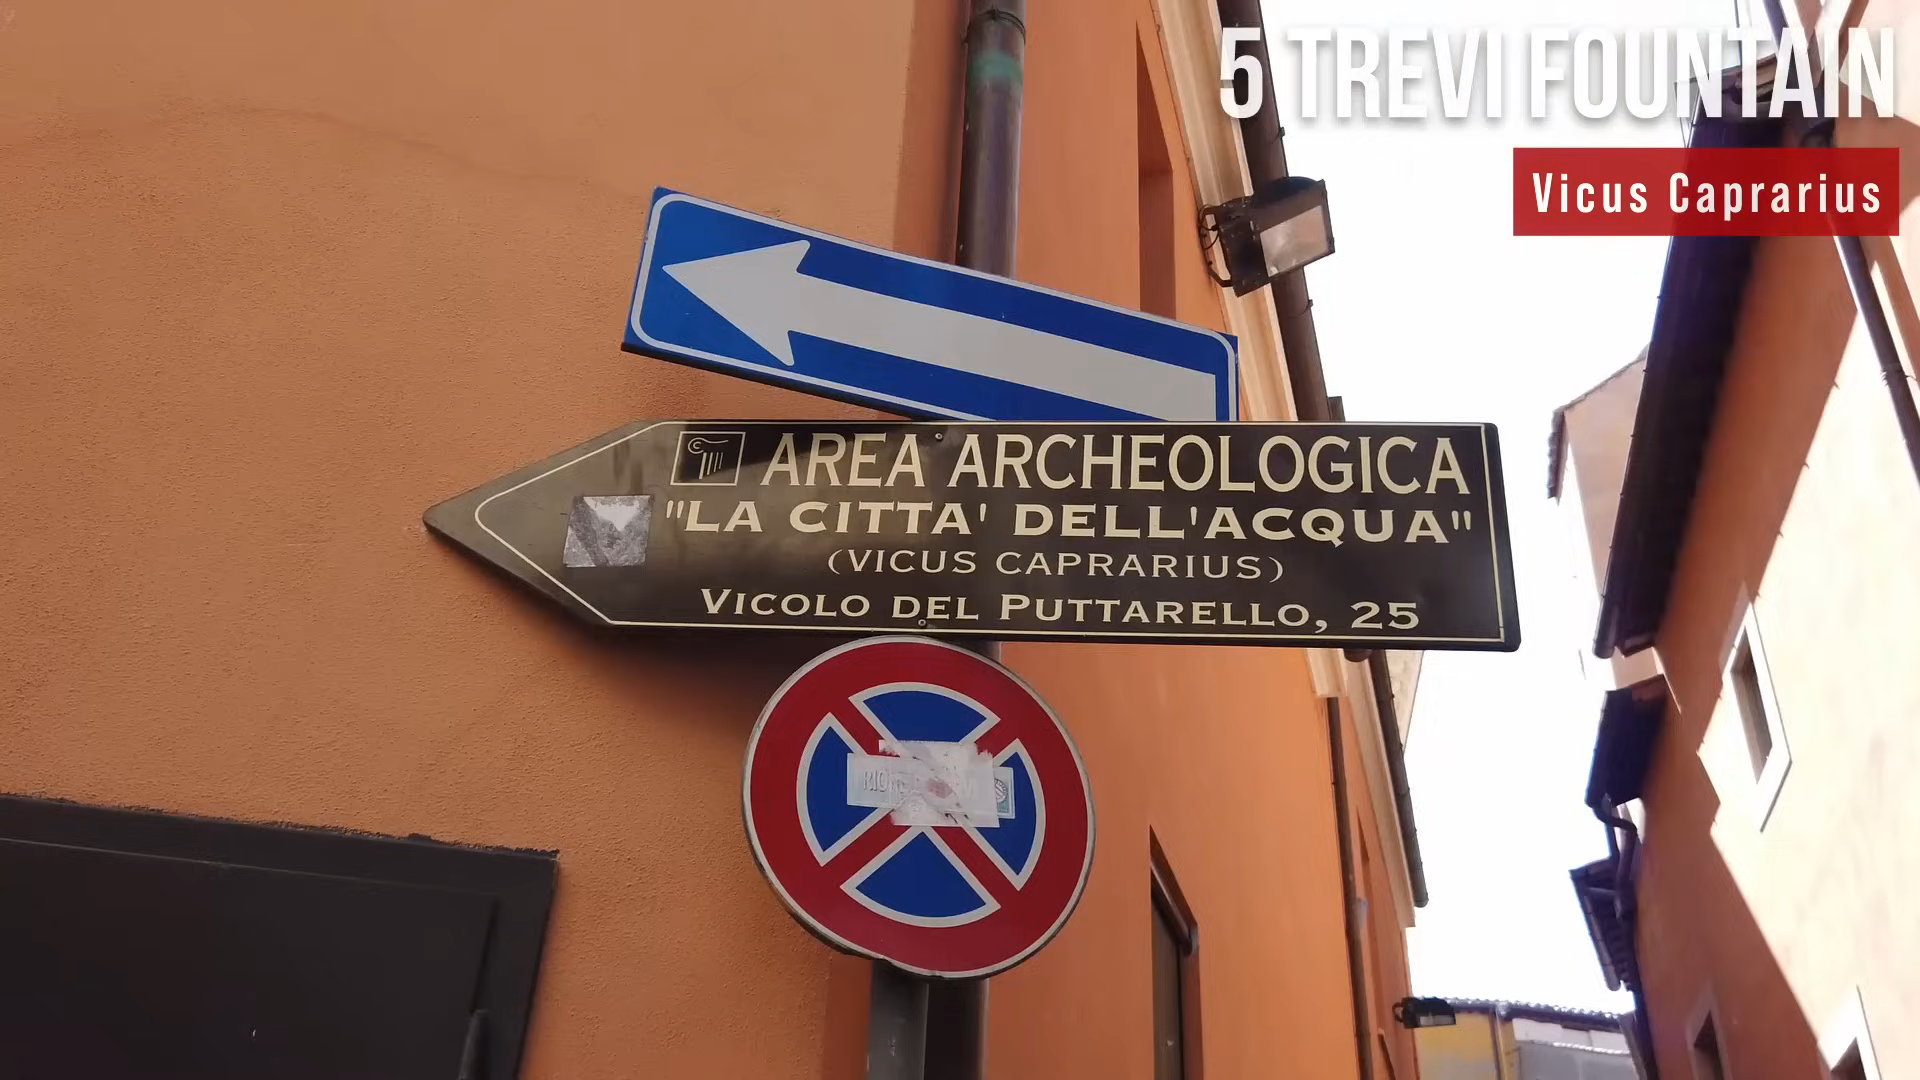 5 TREVI FOUNTAIN
Vicus Caprarius
AREA ARCHEOLOGICA
"LA CITTA' DELL'ACQUA"
(VICUS CAPRARIUS)
VICOLO DEL PUTTARELLO, 25